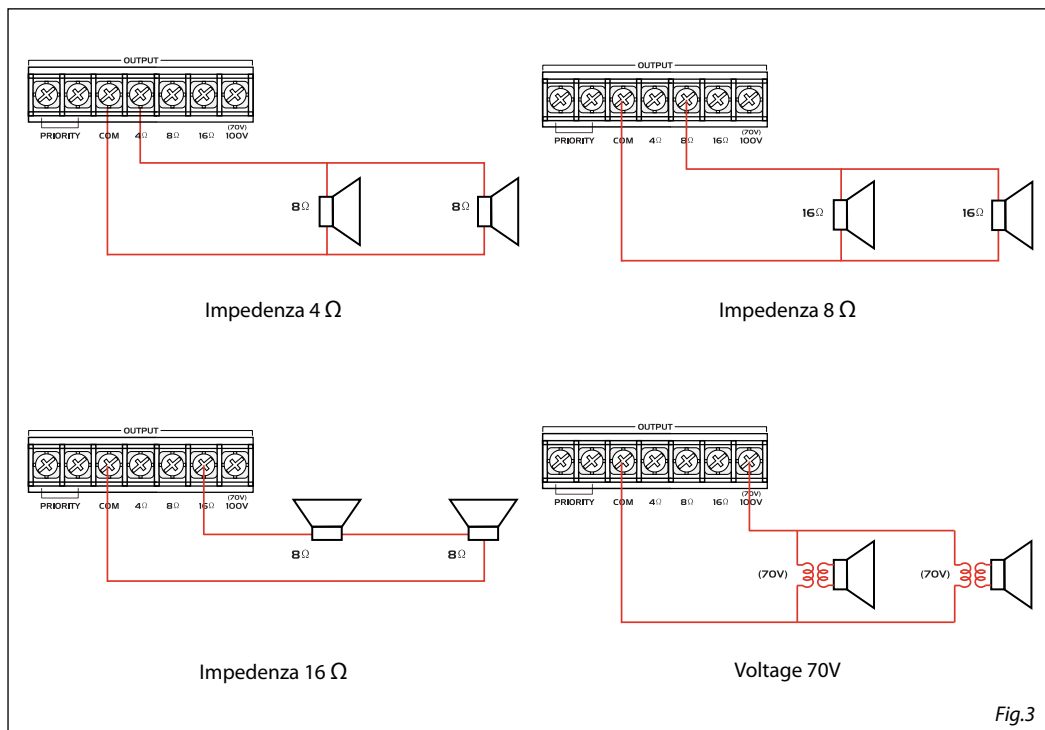 OUTPUT
PRIORITY COM 4Ω 8Ω 16Ω (70V) 100V
8Ω 8Ω
Impedenza 4 Ω
OUTPUT
PRIORITY COM 4Ω 8Ω 16Ω (70V) 100V
16Ω 16Ω
Impedenza 8 Ω
OUTPUT
PRIORITY COM 4Ω 8Ω 16Ω (70V) 100V
8Ω 8Ω
Impedenza 16 Ω
OUTPUT
PRIORITY COM 4Ω 8Ω 16Ω (70V) 100V
(70V) (70V)
Voltage 70V
Fig.3